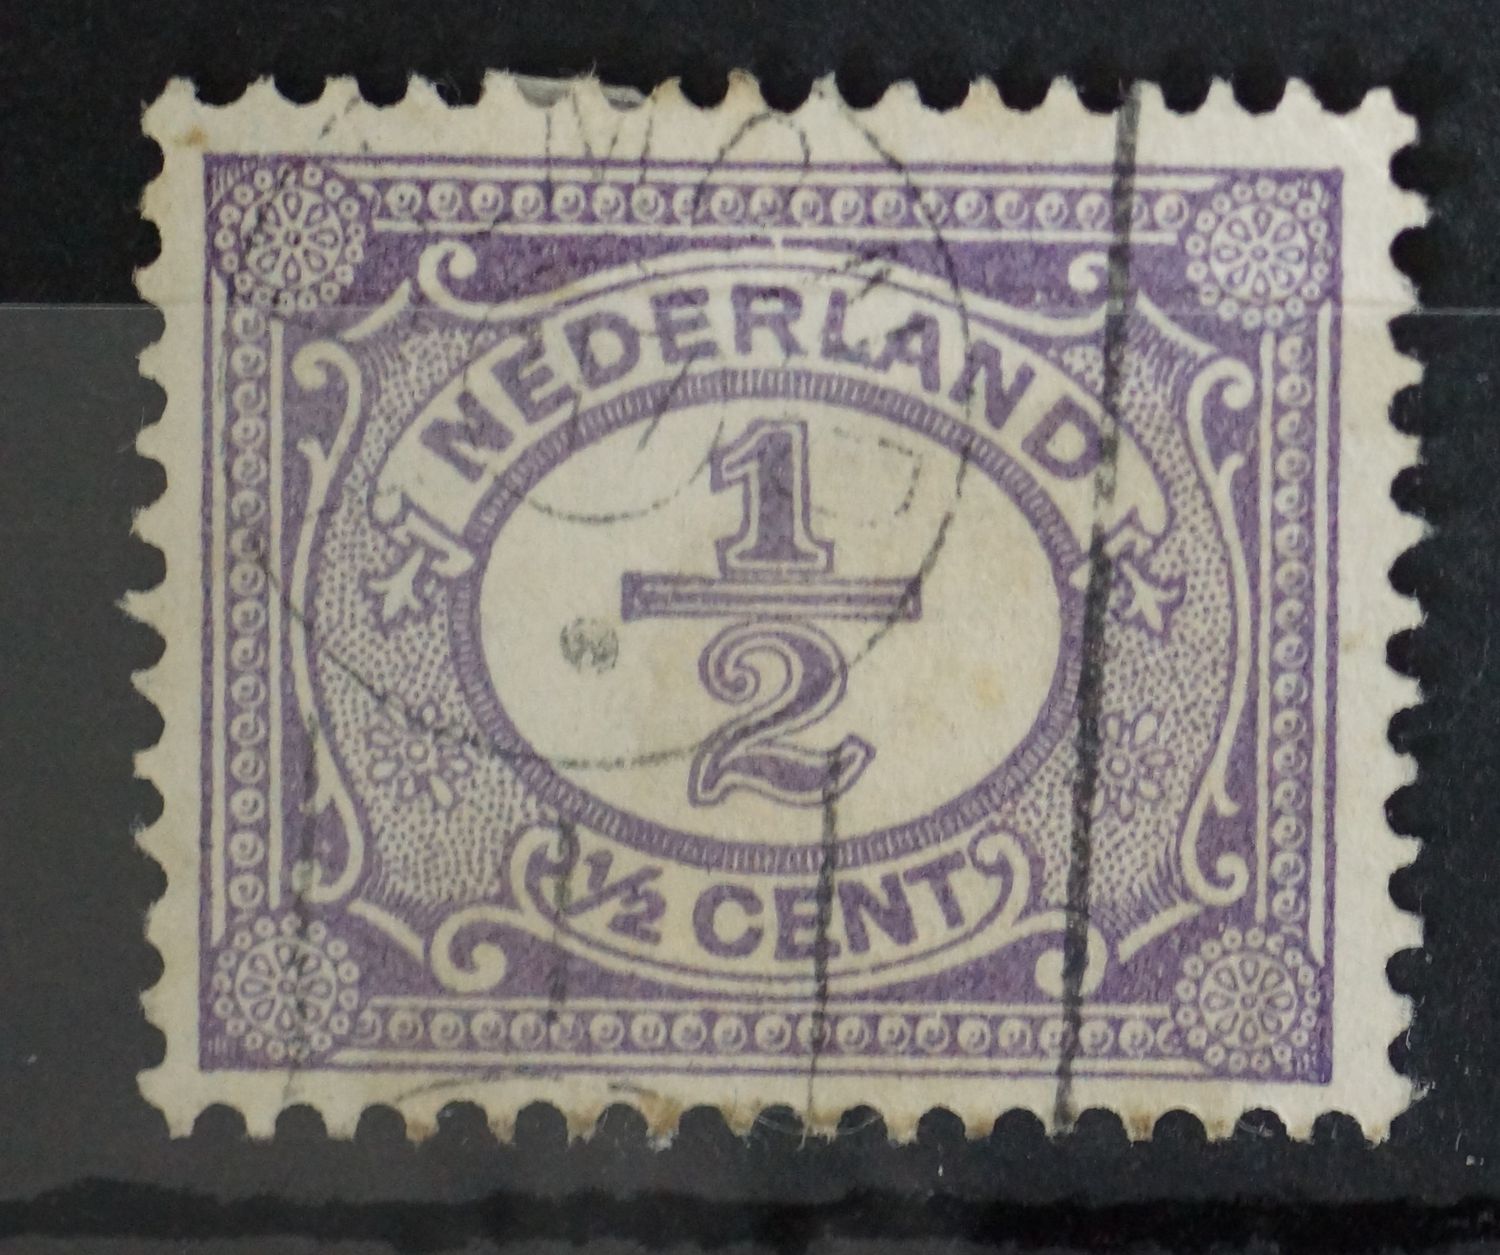 NEDERLAND
1/2
½ CENT